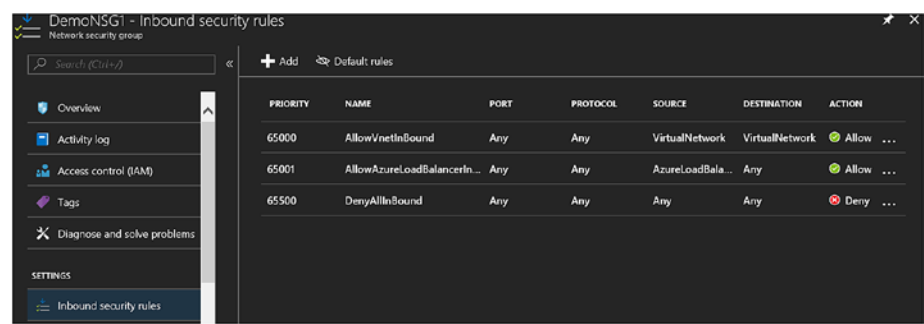 DemoNSG1 - Inbound security rules
Network security group
Search (Ctrl+/)
«
Add
Default rules
Overview
Activity log
Access control (IAM)
Tags
Diagnose and solve problems
SETTINGS
Inbound security rules
PRIORITY NAME PORT PROTOCOL SOURCE DESTINATION ACTION
65000 AllowVnetInBound Any Any VirtualNetwork VirtualNetwork Allow ...
65001 AllowAzureLoadBalancerIn... Any Any AzureLoadBala... Any Allow ...
65500 DenyAllInBound Any Any Any Any Deny ...